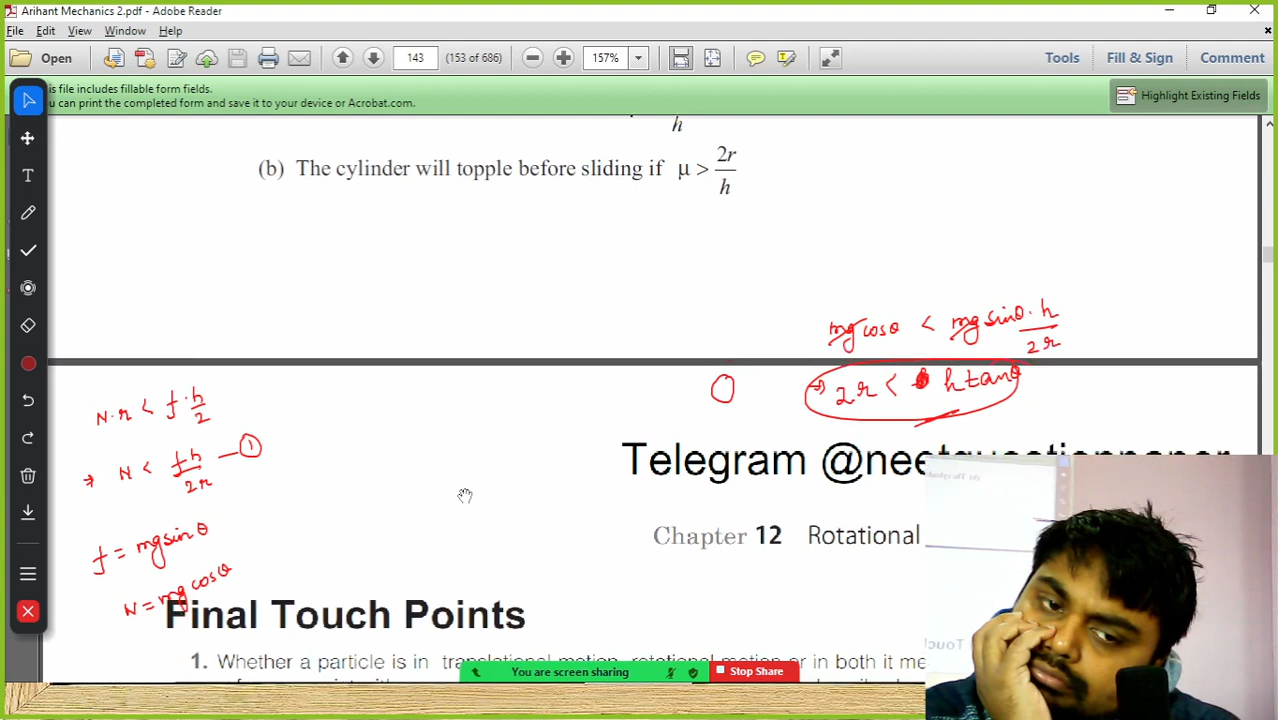 Arihant Mechanics 2.pdf - Adobe Reader
File Edit View Window Help
Open 143 (153 of 686) 157% Tools Fill & Sign Comment
is file includes fillable form fields.
u can print the completed form and save it to your device or Acrobat.com.
Highlight Existing Fields
h
(b) The cylinder will topple before sliding if μ > 2r/h
mg cosθ < mg sinθ · h/2r
⇒ 2r < h tanθ
N·r < f·h/2
⇒ N < fh/2r — ①
f = mg sinθ
N = mg cosθ
Telegram @neetquestionpaper
Chapter 12 Rotational
Final Touch Points
1. Whether a particle is in translational motion, rotational motion or in both it me
You are screen sharing Stop Share